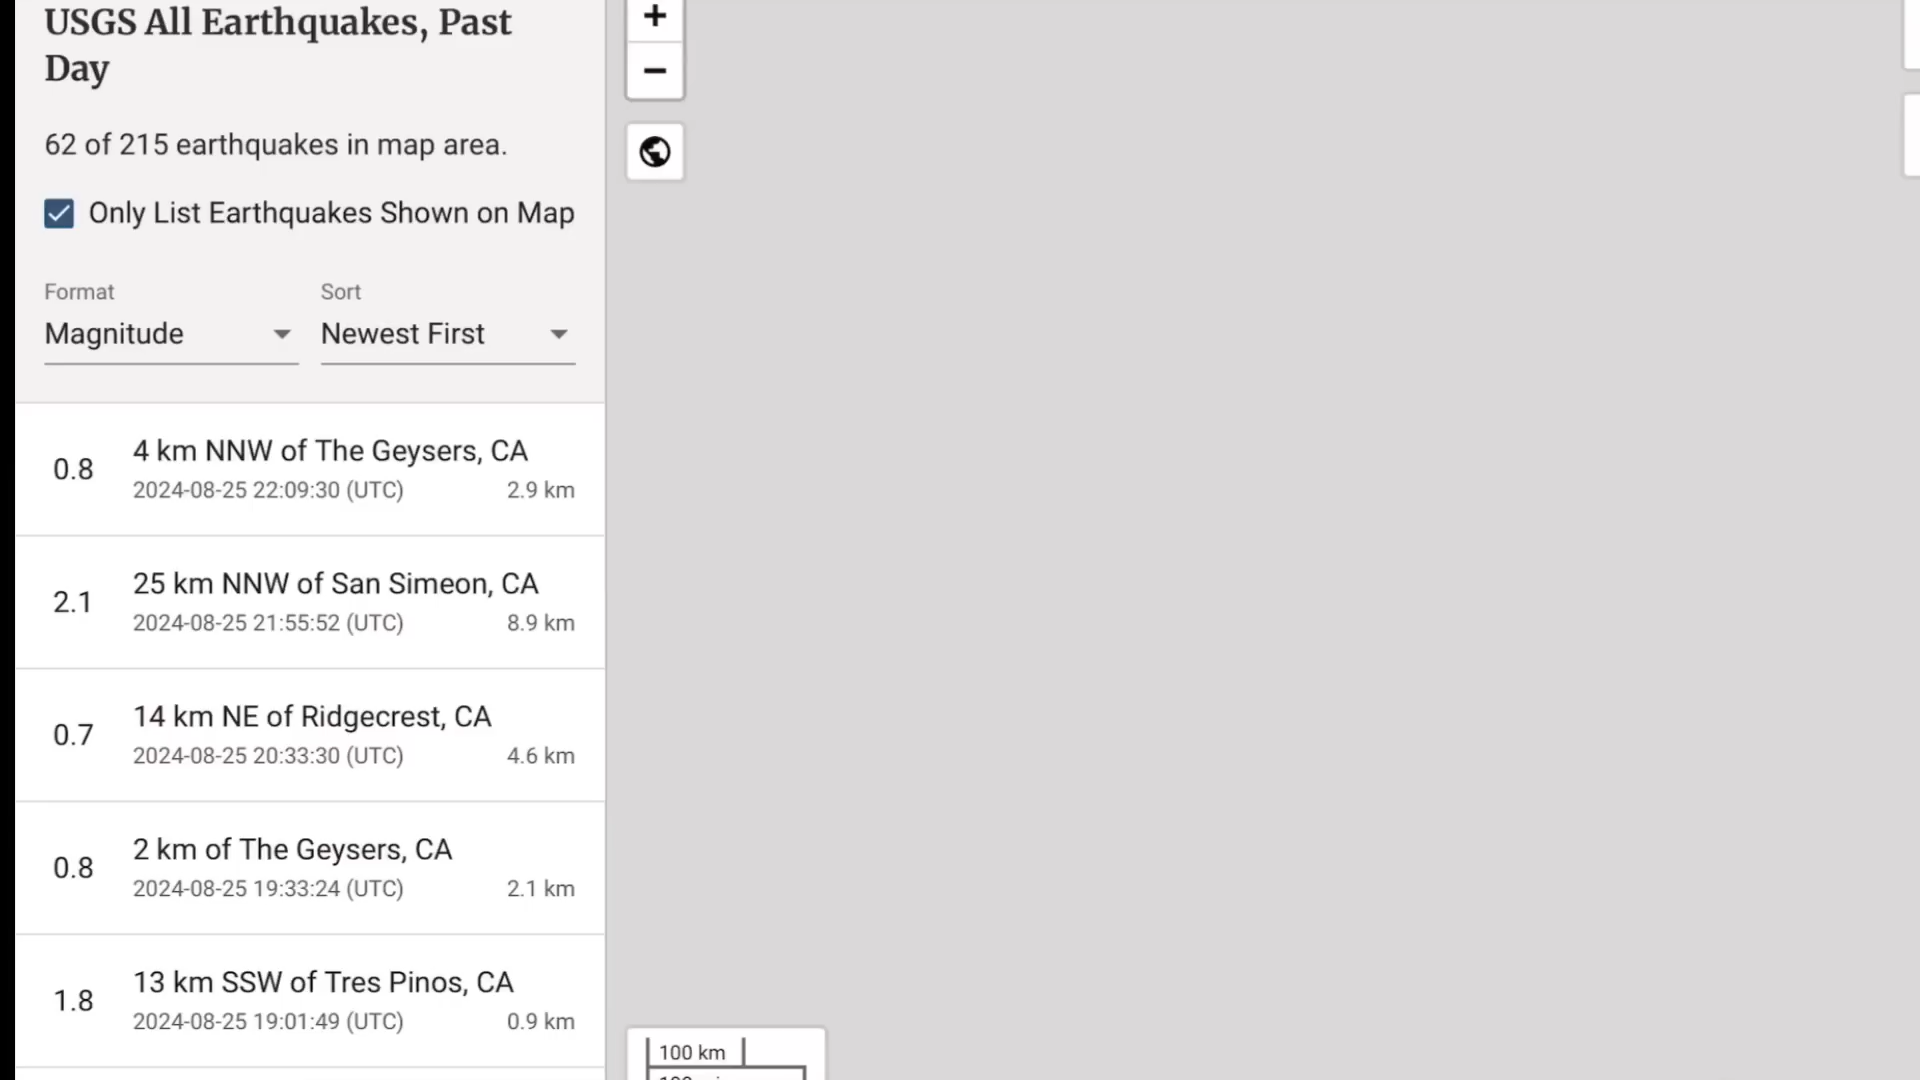 USGS All Earthquakes, Past
Day
62 of 215 earthquakes in map area.
Only List Earthquakes Shown on Map
Format
Sort
Magnitude
Newest First
0.8
4 km NNW of The Geysers, CA
2024-08-25 22:09:30 (UTC)
2.9 km
2.1
25 km NNW of San Simeon, CA
2024-08-25 21:55:52 (UTC)
8.9 km
0.7
14 km NE of Ridgecrest, CA
2024-08-25 20:33:30 (UTC)
4.6 km
0.8
2 km of The Geysers, CA
2024-08-25 19:33:24 (UTC)
2.1 km
1.8
13 km SSW of Tres Pinos, CA
2024-08-25 19:01:49 (UTC)
0.9 km
100 km